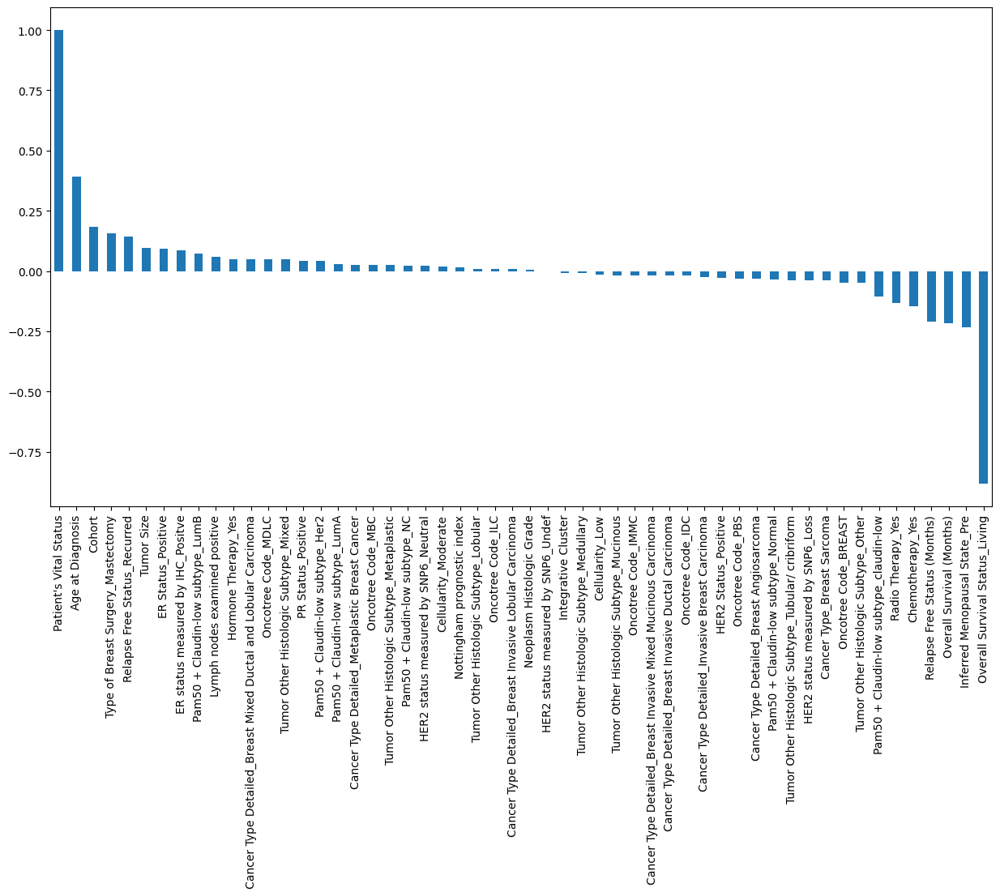 1.00
0.75
0.50
0.25
0.00
−0.25
−0.50
−0.75
Patient's Vital Status
Age at Diagnosis
Cohort
Type of Breast Surgery_Mastectomy
Relapse Free Status_Recurred
Tumor Size
ER Status_Positive
ER status measured by IHC_Positve
Pam50 + Claudin-low subtype_LumB
Lymph nodes examined positive
Hormone Therapy_Yes
Cancer Type Detailed_Breast Mixed Ductal and Lobular Carcinoma
Oncotree Code_MDLC
Tumor Other Histologic Subtype_Mixed
PR Status_Positive
Pam50 + Claudin-low subtype_Her2
Pam50 + Claudin-low subtype_LumA
Cancer Type Detailed_Metaplastic Breast Cancer
Oncotree Code_MBC
Tumor Other Histologic Subtype_Metaplastic
Pam50 + Claudin-low subtype_NC
HER2 status measured by SNP6_Neutral
Cellularity_Moderate
Nottingham prognostic index
Tumor Other Histologic Subtype_Lobular
Oncotree Code_ILC
Cancer Type Detailed_Breast Invasive Lobular Carcinoma
Neoplasm Histologic Grade
HER2 status measured by SNP6_Undef
Integrative Cluster
Tumor Other Histologic Subtype_Medullary
Cellularity_Low
Tumor Other Histologic Subtype_Mucinous
Oncotree Code_IMMC
Cancer Type Detailed_Breast Invasive Mixed Mucinous Carcinoma
Cancer Type Detailed_Breast Invasive Ductal Carcinoma
Oncotree Code_IDC
Cancer Type Detailed_Invasive Breast Carcinoma
HER2 Status_Positive
Oncotree Code_PBS
Cancer Type Detailed_Breast Angiosarcoma
Pam50 + Claudin-low subtype_Normal
Tumor Other Histologic Subtype_Tubular/ cribriform
HER2 status measured by SNP6_Loss
Cancer Type_Breast Sarcoma
Oncotree Code_BREAST
Tumor Other Histologic Subtype_Other
Pam50 + Claudin-low subtype_claudin-low
Radio Therapy_Yes
Chemotherapy_Yes
Relapse Free Status (Months)
Overall Survival (Months)
Inferred Menopausal State_Pre
Overall Survival Status_Living